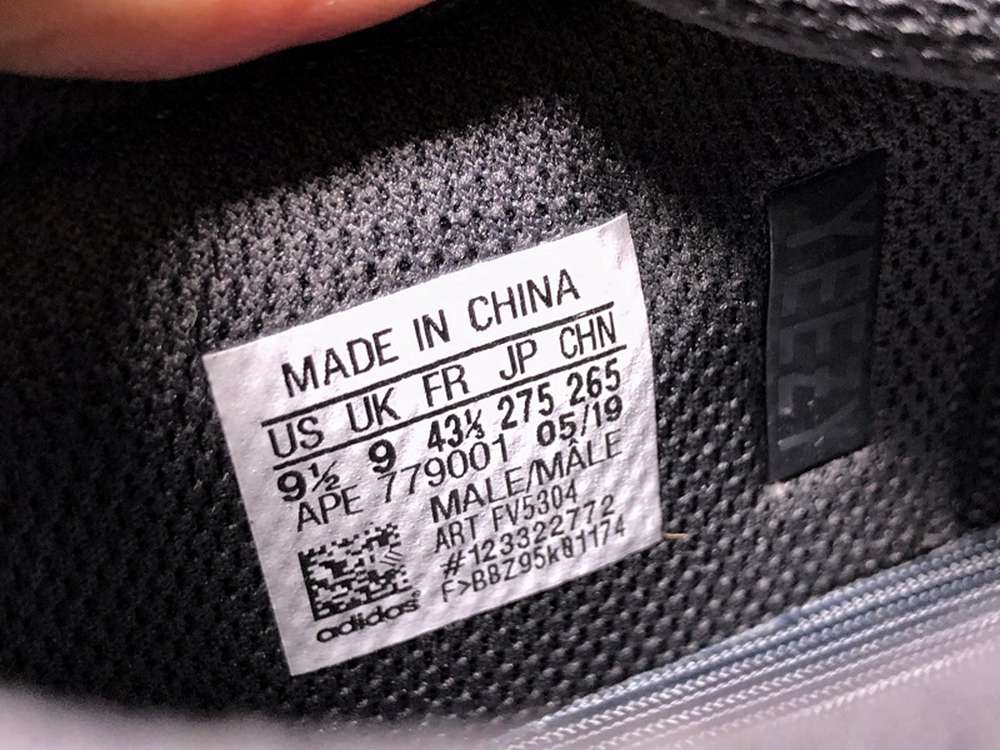 MADE IN CHINA
US UK FR JP CHN
9½ 9 43⅓ 275 265
APE 779001 05/19
MALE/MÂLE
ART FV5304
#123322772
F>BBZ95k81174
adidas®
YEEZY